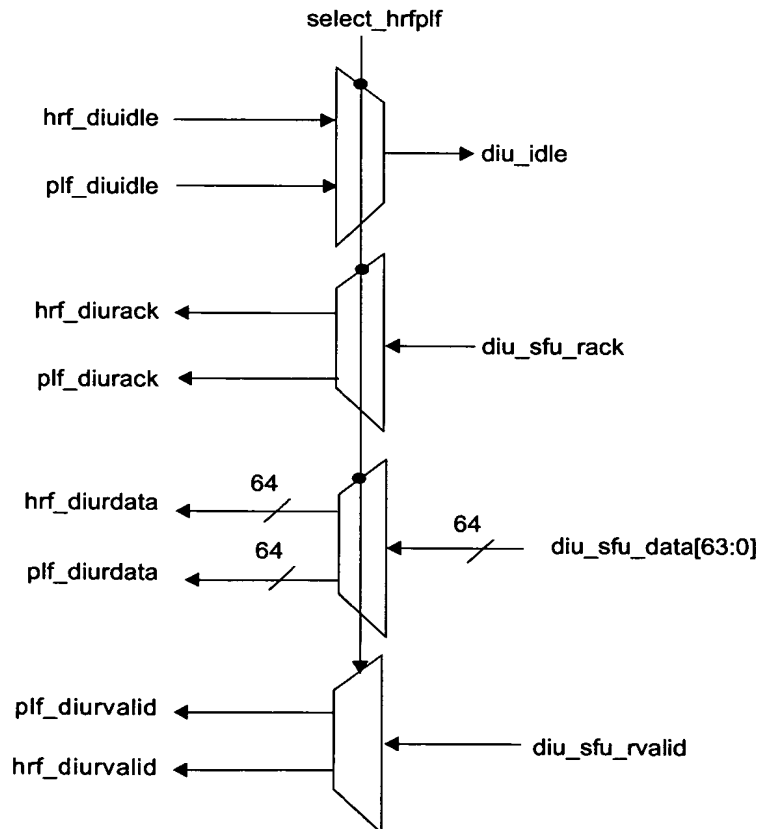 select_hrfplf
hrf_diuidle
diu_idle
plf_diuidle
hrf_diurack
diu_sfu_rack
plf_diurack
64
hrf_diurdata
64
64
diu_sfu_data[63:0]
plf_diurdata
plf_diurvalid
diu_sfu_rvalid
hrf_diurvalid